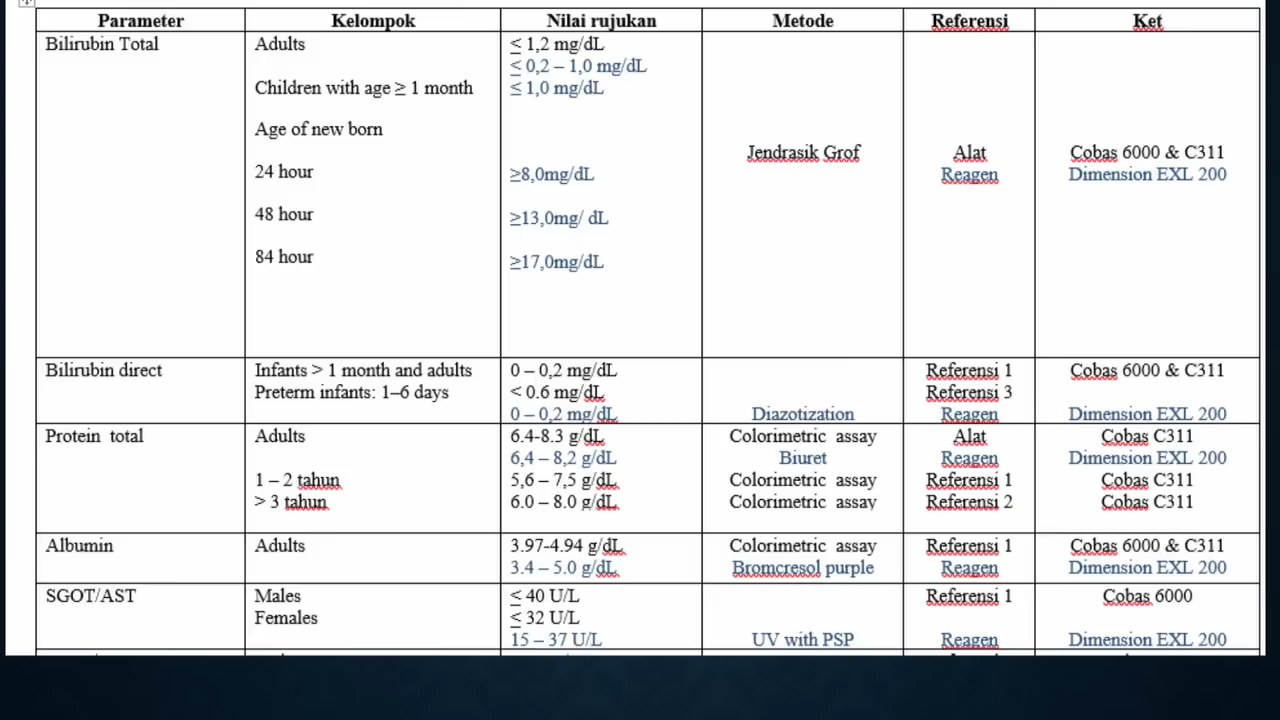 Parameter Kelompok Nilai rujukan Metode Referensi Ket
Bilirubin Total Adults ≤ 1,2 mg/dL
≤ 0,2 – 1,0 mg/dL
Children with age ≥ 1 month ≤ 1,0 mg/dL
Age of new born
Jendrasik Grof Alat Cobas 6000 & C311
24 hour ≥8,0mg/dL Reagen Dimension EXL 200
48 hour ≥13,0mg/ dL
84 hour ≥17,0mg/dL
Bilirubin direct Infants > 1 month and adults 0 – 0,2 mg/dL Referensi 1 Cobas 6000 & C311
Preterm infants: 1–6 days < 0.6 mg/dL Referensi 3
0 – 0,2 mg/dL Diazotization Reagen Dimension EXL 200
Protein total Adults 6.4-8.3 g/dL Colorimetric assay Alat Cobas C311
6,4 – 8,2 g/dL Biuret Reagen Dimension EXL 200
1 – 2 tahun 5,6 – 7,5 g/dL Colorimetric assay Referensi 1 Cobas C311
> 3 tahun 6.0 – 8.0 g/dL Colorimetric assay Referensi 2 Cobas C311
Albumin Adults 3.97-4.94 g/dL Colorimetric assay Referensi 1 Cobas 6000 & C311
3.4 – 5.0 g/dL Bromcresol purple Reagen Dimension EXL 200
SGOT/AST Males ≤ 40 U/L Referensi 1 Cobas 6000
Females ≤ 32 U/L
15 – 37 U/L UV with PSP Reagen Dimension EXL 200